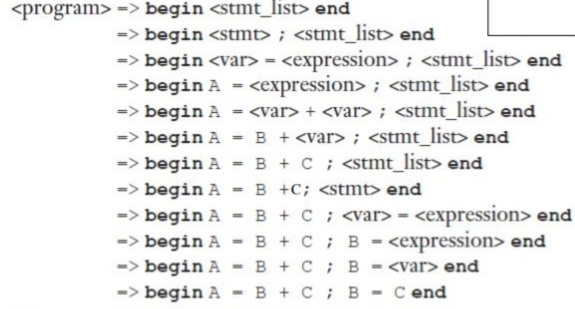 <program> => begin <stmt_list> end
=> begin <stmt> ; <stmt_list> end
=> begin <var> = <expression> ; <stmt_list> end
=> begin A = <expression> ; <stmt_list> end
=> begin A = <var> + <var> ; <stmt_list> end
=> begin A = B + <var> ; <stmt_list> end
=> begin A = B + C ; <stmt_list> end
=> begin A = B +C; <stmt> end
=> begin A = B + C ; <var> = <expression> end
=> begin A = B + C ; B = <expression> end
=> begin A = B + C ; B = <var> end
=> begin A = B + C ; B = C end